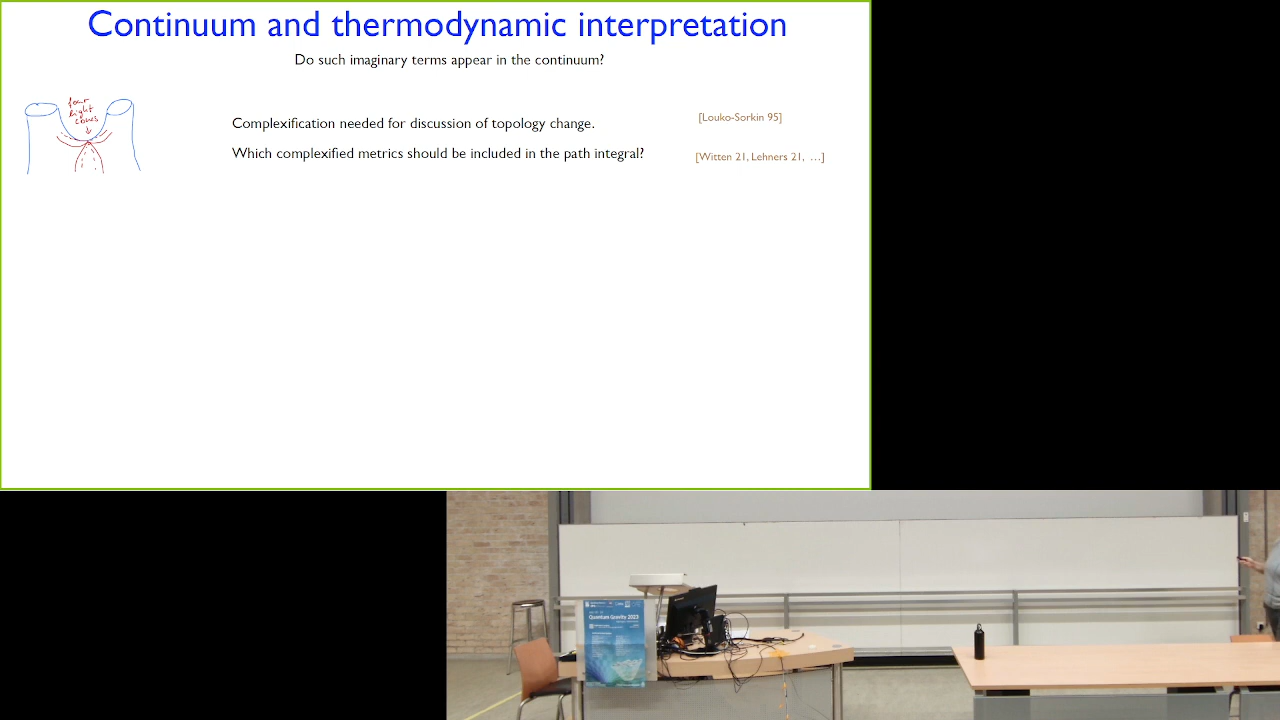 Continuum and thermodynamic interpretation
Do such imaginary terms appear in the continuum?
four
light
cones
Complexification needed for discussion of topology change.
[Louko-Sorkin 95]
Which complexified metrics should be included in the path integral?
[Witten 21, Lehners 21, ...]
Quantum Gravity 2023